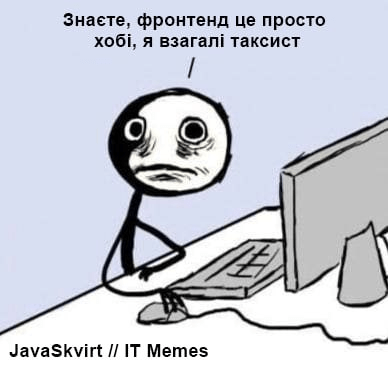 Знаєте, фронтенд це просто
хобі, я взагалі таксист
JavaSkvirt // IT Memes